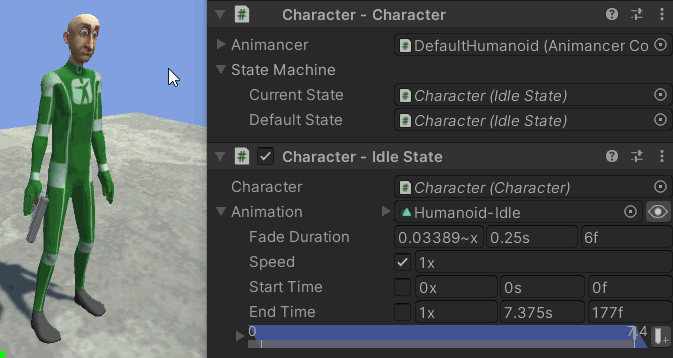 Character - Character
Animancer DefaultHumanoid (Animancer Co
State Machine
Current State Character (Idle State)
Default State Character (Idle State)
Character - Idle State
Character Character (Character)
Animation Humanoid-Idle
Fade Duration 0.03389~x 0.25s 6f
Speed 1x
Start Time 0x 0s 0f
End Time 1x 7.375s 177f
0 7.4